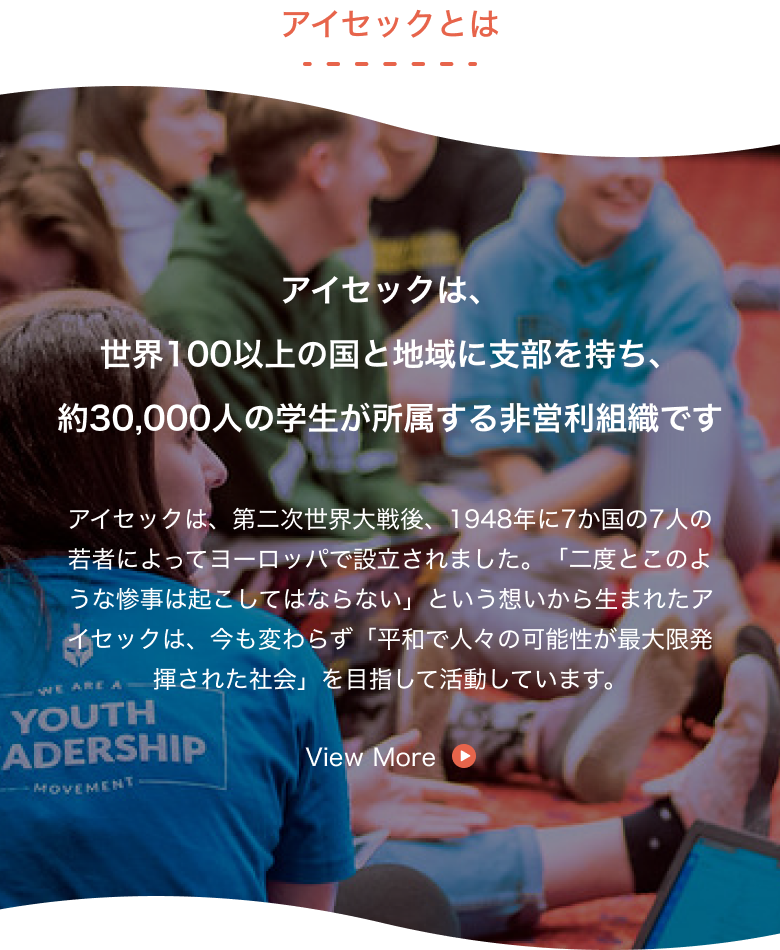 アイセックとは
アイセックは、
世界100以上の国と地域に支部を持ち、
約30,000人の学生が所属する非営利組織です
アイセックは、第二次世界大戦後、1948年に7か国の7人の
若者によってヨーロッパで設立されました。「二度とこのよ
うな惨事は起こしてはならない」という想いから生まれたア
イセックは、今も変わらず「平和で人々の可能性が最大限発
揮された社会」を目指して活動しています。
WE ARE A
YOUTH
ADERSHIP
MOVEMENT
View More